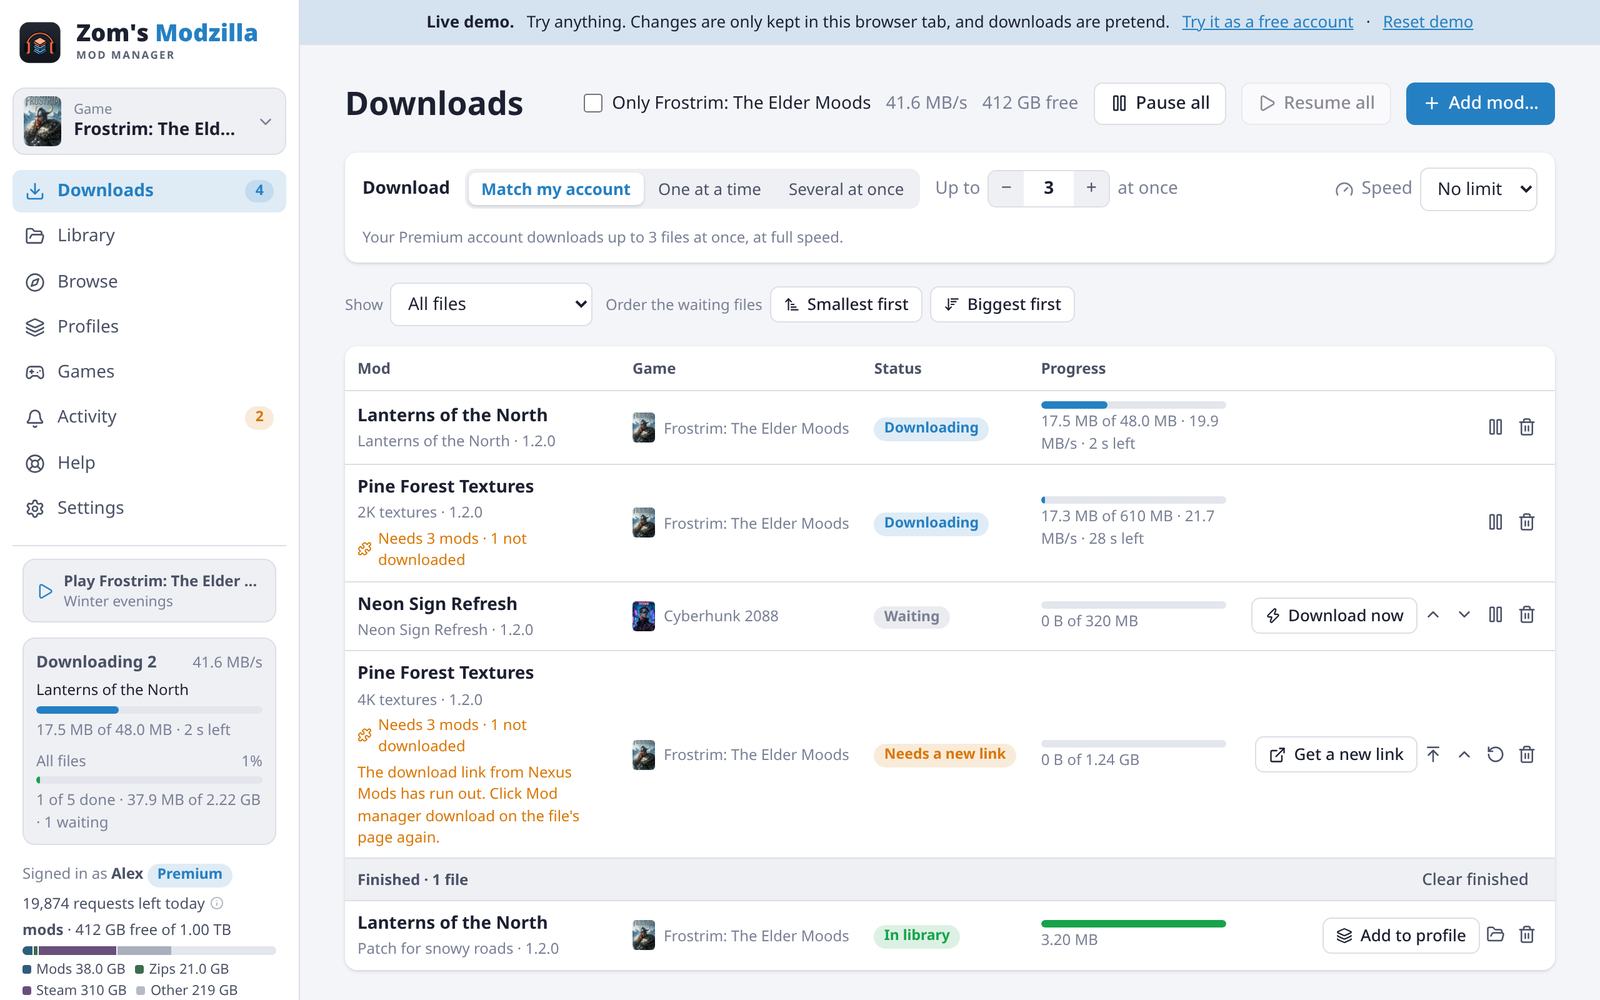 Zom's Modzilla
MOD MANAGER
Game
Frostrim: The Eld...
Downloads 4
Library
Browse
Profiles
Games
Activity 2
Help
Settings
Play Frostrim: The Elder ...
Winter evenings
Downloading 2 41.6 MB/s
Lanterns of the North
17.5 MB of 48.0 MB · 2 s left
All files 1%
1 of 5 done · 37.9 MB of 2.22 GB
· 1 waiting
Signed in as Alex Premium
19,874 requests left today
mods · 412 GB free of 1.00 TB
Mods 38.0 GB Zips 21.0 GB
Steam 310 GB Other 219 GB
Live demo. Try anything. Changes are only kept in this browser tab, and downloads are pretend. Try it as a free account · Reset demo
Downloads
Only Frostrim: The Elder Moods 41.6 MB/s 412 GB free Pause all Resume all + Add mod...
Download Match my account One at a time Several at once Up to − 3 + at once Speed No limit
Your Premium account downloads up to 3 files at once, at full speed.
Show All files Order the waiting files Smallest first Biggest first
Mod Game Status Progress
Lanterns of the North
Lanterns of the North · 1.2.0
Frostrim: The Elder Moods
Downloading
17.5 MB of 48.0 MB · 19.9
MB/s · 2 s left
Pine Forest Textures
2K textures · 1.2.0
Needs 3 mods · 1 not
downloaded
Frostrim: The Elder Moods
Downloading
17.3 MB of 610 MB · 21.7
MB/s · 28 s left
Neon Sign Refresh
Neon Sign Refresh · 1.2.0
Cyberhunk 2088
Waiting
0 B of 320 MB
Download now
Pine Forest Textures
4K textures · 1.2.0
Needs 3 mods · 1 not
downloaded
The download link from Nexus
Mods has run out. Click Mod
manager download on the file's
page again.
Frostrim: The Elder Moods
Needs a new link
0 B of 1.24 GB
Get a new link
Finished · 1 file Clear finished
Lanterns of the North
Patch for snowy roads · 1.2.0
Frostrim: The Elder Moods
In library
3.20 MB
Add to profile